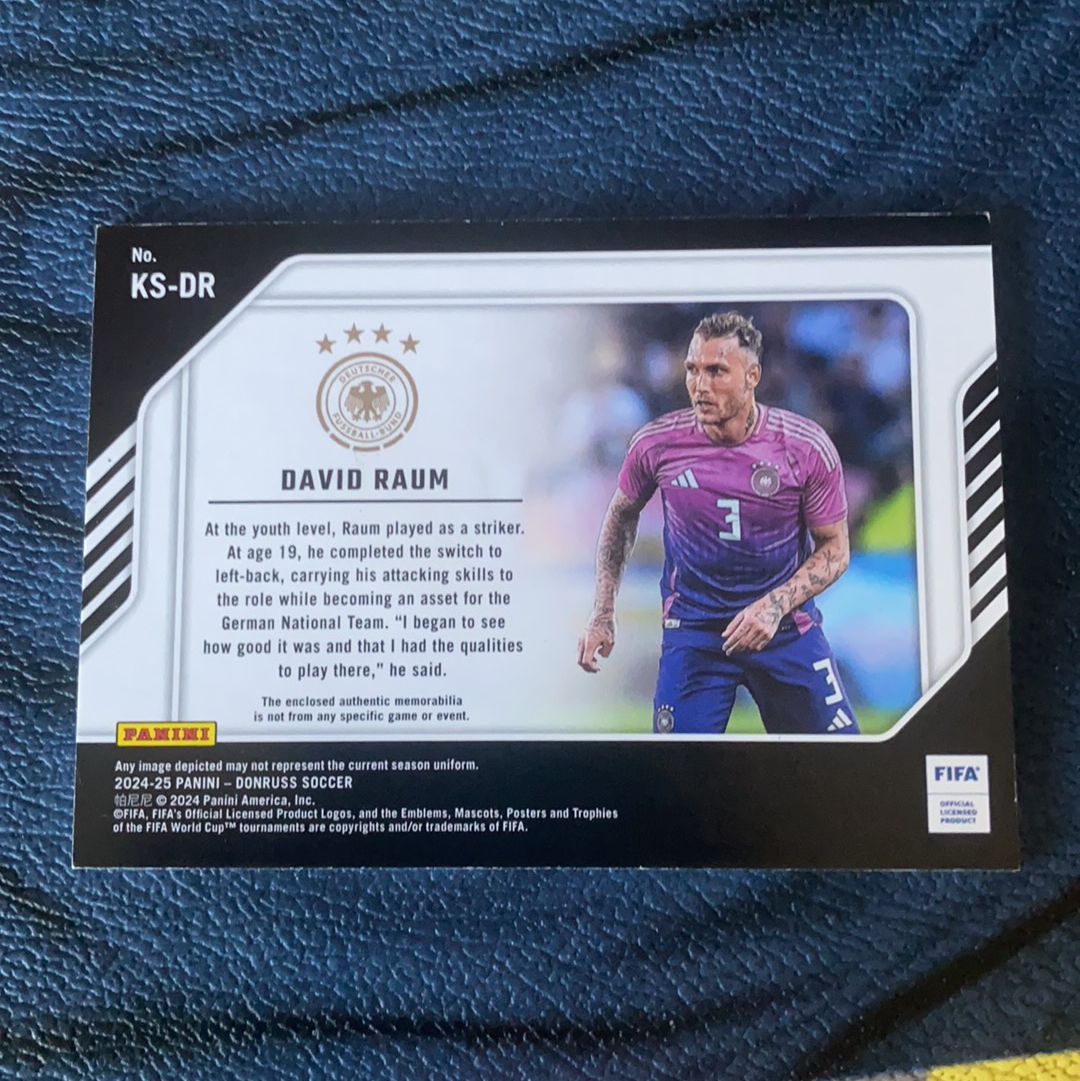 No.
KS-DR
DEUTSCHER
FUSSBALL-BUND
DAVID RAUM
At the youth level, Raum played as a striker.
At age 19, he completed the switch to
left-back, carrying his attacking skills to
the role while becoming an asset for the
German National Team. “I began to see
how good it was and that I had the qualities
to play there,” he said.
The enclosed authentic memorabilia
is not from any specific game or event.
3
3
PANINI
Any image depicted may not represent the current season uniform.
2024-25 PANINI – DONRUSS SOCCER
帕尼尼 © 2024 Panini America, Inc.
©FIFA, FIFA's Official Licensed Product Logos, and the Emblems, Mascots, Posters and Trophies
of the FIFA World Cup™ tournaments are copyrights and/or trademarks of FIFA.
FIFA®
OFFICIAL
LICENSED
PRODUCT